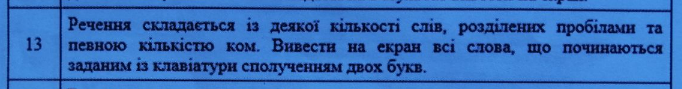 13
Речення складається із деякої кількості слів, розділених пробілами та
певною кількістю ком. Вивести на екран всі слова, що починаються
заданим із клавіатури сполученням двох букв.